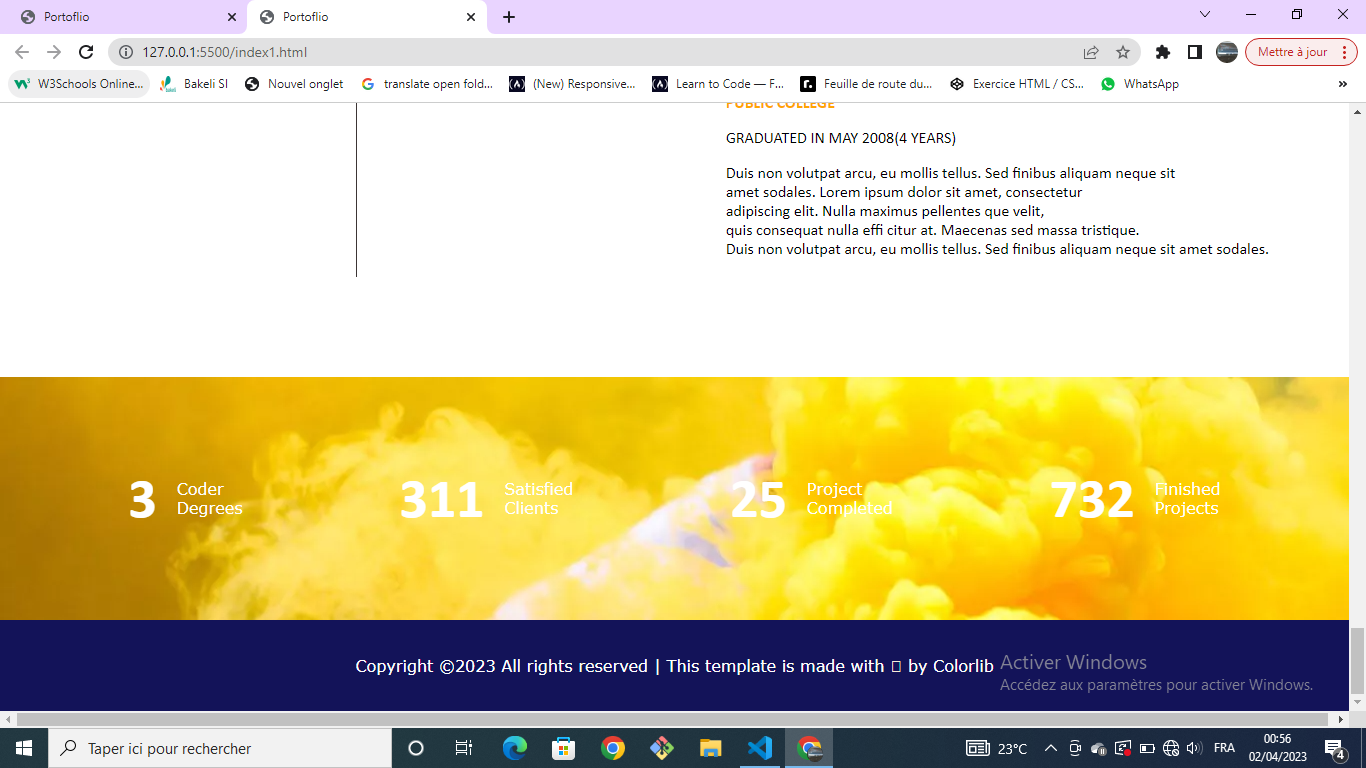 Portoflio
Portoflio
127.0.0.1:5500/index1.html
Mettre à jour
W3Schools Online...
Bakeli SI
Nouvel onglet
translate open fold...
(New) Responsive...
Learn to Code — F...
Feuille de route du...
Exercice HTML / CS...
WhatsApp
»
PUBLIC COLLEGE
GRADUATED IN MAY 2008(4 YEARS)
Duis non volutpat arcu, eu mollis tellus. Sed finibus aliquam neque sit
amet sodales. Lorem ipsum dolor sit amet, consectetur
adipiscing elit. Nulla maximus pellentes que velit,
quis consequat nulla effi citur at. Maecenas sed massa tristique.
Duis non volutpat arcu, eu mollis tellus. Sed finibus aliquam neque sit amet sodales.
3 Coder
Degrees
311 Satisfied
Clients
25 Project
Completed
732 Finished
Projects
Copyright ©2023 All rights reserved | This template is made with by Colorlib
Activer Windows
Accédez aux paramètres pour activer Windows.
Taper ici pour rechercher
23°C
FRA
00:56
02/04/2023
4